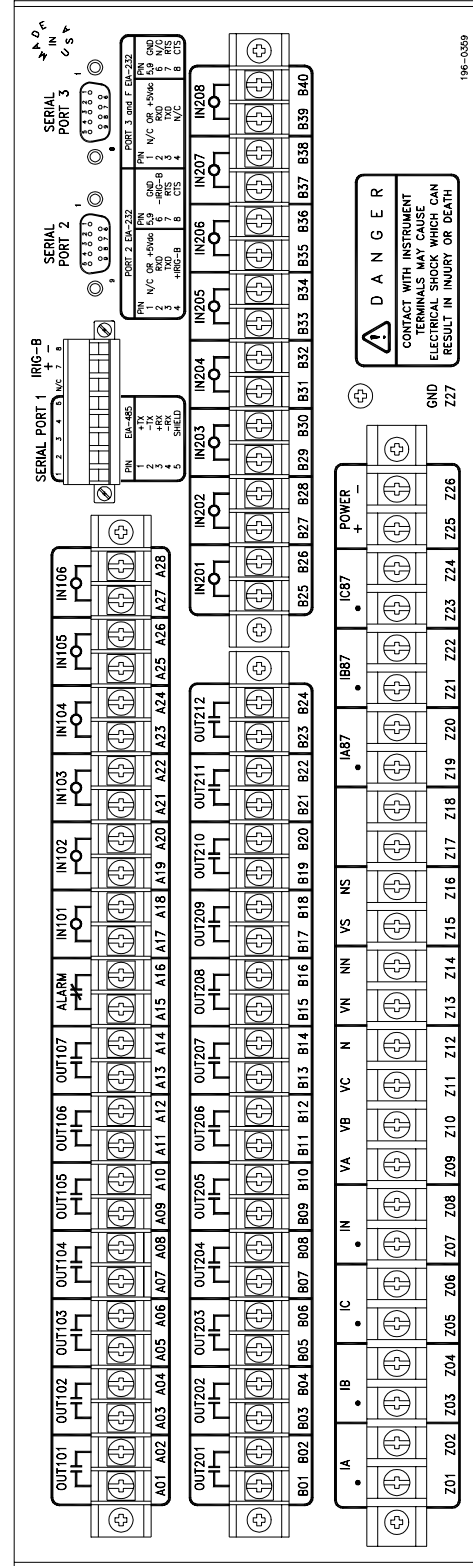 OUT101 OUT102 OUT103 OUT104 OUT105 OUT106 OUT107 ALARM IN101 IN102 IN103 IN104 IN105 IN106
A01 A02 A03 A04 A05 A06 A07 A08 A09 A10 A11 A12 A13 A14 A15 A16 A17 A18 A19 A20 A21 A22 A23 A24 A25 A26 A27 A28
SERIAL PORT 1 IRIG-B
+ −
1 2 3 4 5 N/C 7 8
PIN EIA-485
1 +TX
2 −TX
3 +RX
4 −RX
5 SHIELD
SERIAL
PORT 2
1
9
SERIAL
PORT 3
1
MADE
IN
USA
PORT 2 EIA-232
PIN PIN
1 N/C OR +5Vdc 5,9 GND
2 RXD 6 −IRIG-B
3 TXD 7 RTS
4 +IRIG-B 8 CTS
PORT 3 and F EIA-232
PIN PIN
1 N/C OR +5Vdc 5,9 GND
2 RXD 6 N/C
3 TXD 7 RTS
4 N/C 8 CTS
OUT201 OUT202 OUT203 OUT204 OUT205 OUT206 OUT207 OUT208 OUT209 OUT210 OUT211 OUT212
B01 B02 B03 B04 B05 B06 B07 B08 B09 B10 B11 B12 B13 B14 B15 B16 B17 B18 B19 B20 B21 B22 B23 B24
IN201 IN202 IN203 IN204 IN205 IN206 IN207 IN208
B25 B26 B27 B28 B29 B30 B31 B32 B33 B34 B35 B36 B37 B38 B39 B40
IA IB IC IN VA VB VC N VN NN VS NS IA87 IB87 IC87 POWER
+ −
Z01 Z02 Z03 Z04 Z05 Z06 Z07 Z08 Z09 Z10 Z11 Z12 Z13 Z14 Z15 Z16 Z17 Z18 Z19 Z20 Z21 Z22 Z23 Z24 Z25 Z26
GND
Z27
DANGER
CONTACT WITH INSTRUMENT
TERMINALS MAY CAUSE
ELECTRICAL SHOCK WHICH CAN
RESULT IN INJURY OR DEATH
196-0359